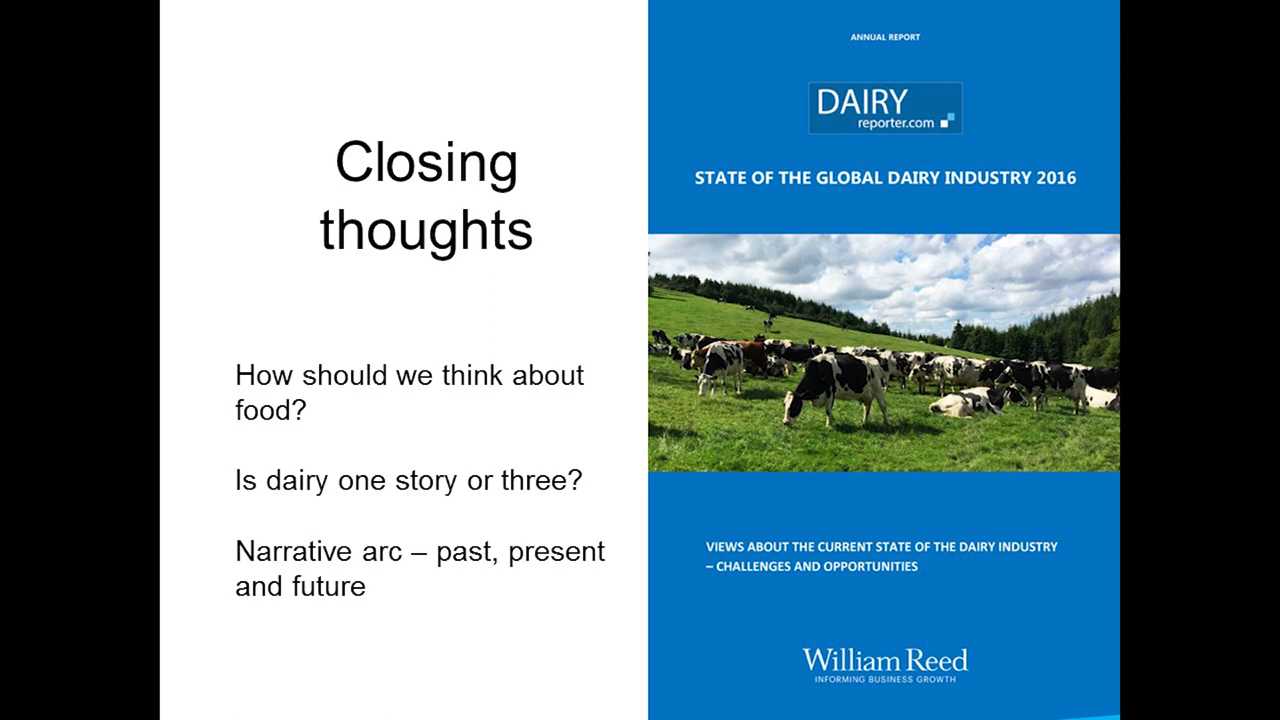 Closing
thoughts
How should we think about
food?
Is dairy one story or three?
Narrative arc – past, present
and future
ANNUAL REPORT
DAIRY
reporter.com
STATE OF THE GLOBAL DAIRY INDUSTRY 2016
VIEWS ABOUT THE CURRENT STATE OF THE DAIRY INDUSTRY
– CHALLENGES AND OPPORTUNITIES
William Reed
INFORMING BUSINESS GROWTH